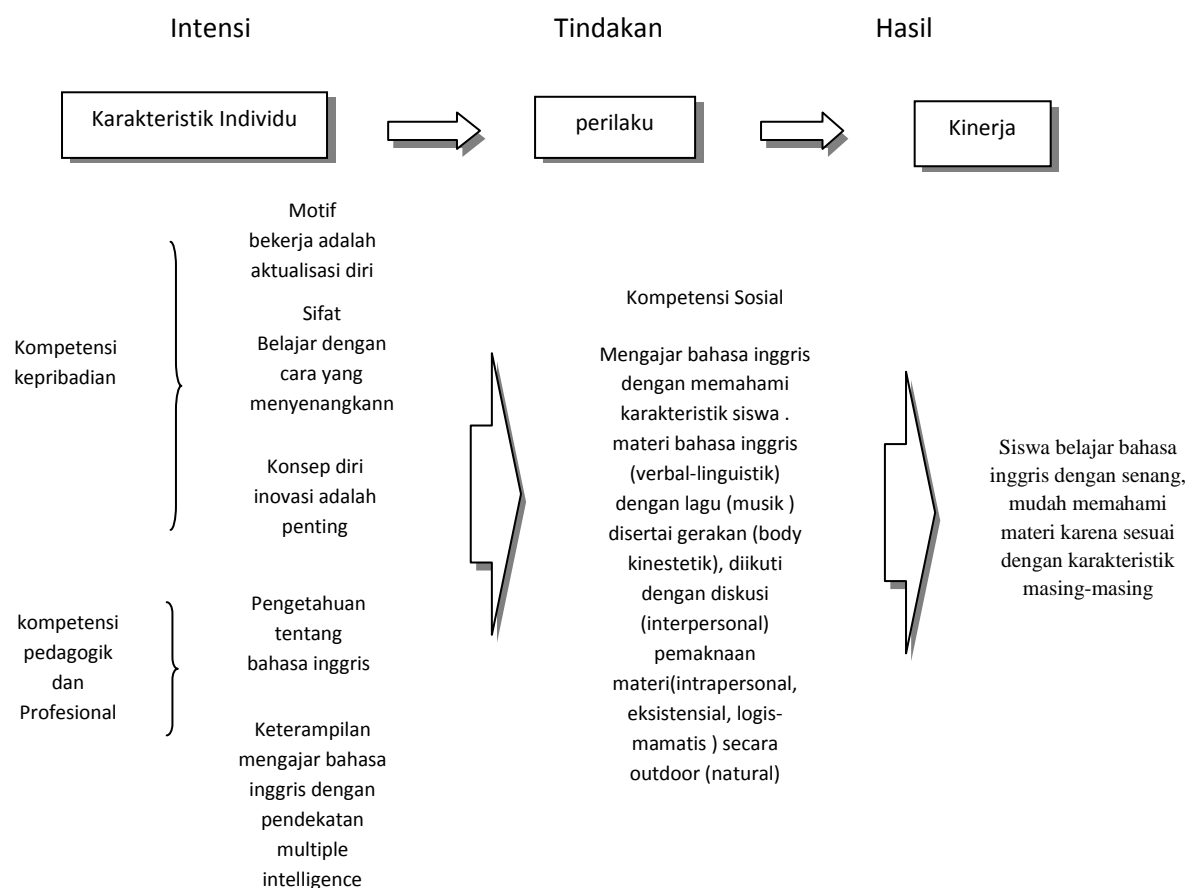 Intensi
Tindakan
Hasil
Karakteristik Individu
perilaku
Kinerja
Kompetensi
kepribadian
Motif
bekerja adalah
aktualisasi diri
Sifat
Belajar dengan
cara yang
menyenangkann
Konsep diri
inovasi adalah
penting
kompetensi
pedagogik
dan
Profesional
Pengetahuan
tentang
bahasa inggris
Keterampilan
mengajar bahasa
inggris dengan
pendekatan
multiple
intelligence
Kompetensi Sosial
Mengajar bahasa inggris
dengan memahami
karakteristik siswa .
materi bahasa inggris
(verbal-linguistik)
dengan lagu (musik )
disertai gerakan (body
kinestetik), diikuti
dengan diskusi
(interpersonal)
pemaknaan
materi(intrapersonal,
eksistensial, logis-
mamatis ) secara
outdoor (natural)
Siswa belajar bahasa
inggris dengan senang,
mudah memahami
materi karena sesuai
dengan karakteristik
masing-masing